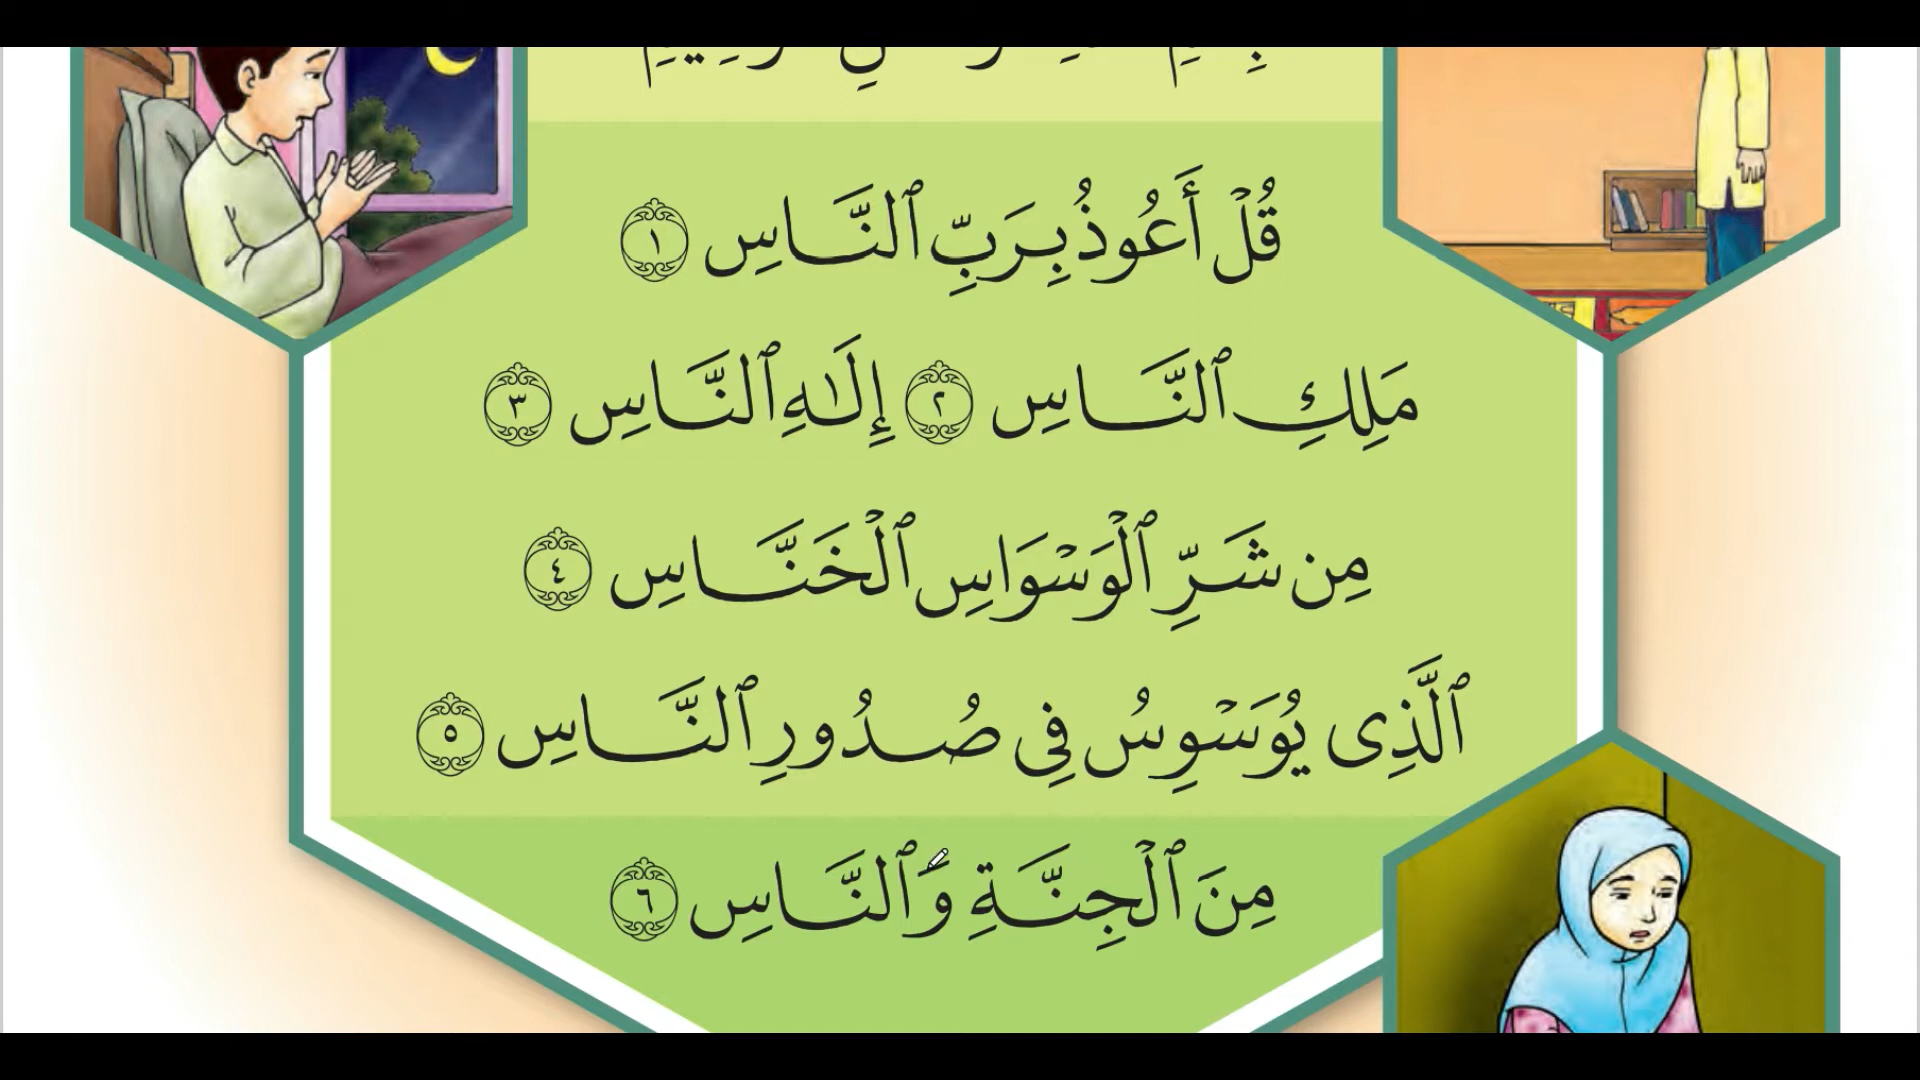 قُلۡ أَعُوذُ بِرَبِّ ٱلنَّاسِ ١
مَلِكِ ٱلنَّاسِ ٢ إِلَٰهِ ٱلنَّاسِ ٣
مِن شَرِّ ٱلۡوَسۡوَاسِ ٱلۡخَنَّاسِ ٤
ٱلَّذِى يُوَسۡوِسُ فِى صُدُورِ ٱلنَّاسِ ٥
مِنَ ٱلۡجِنَّةِ وَٱلنَّاسِ ٦